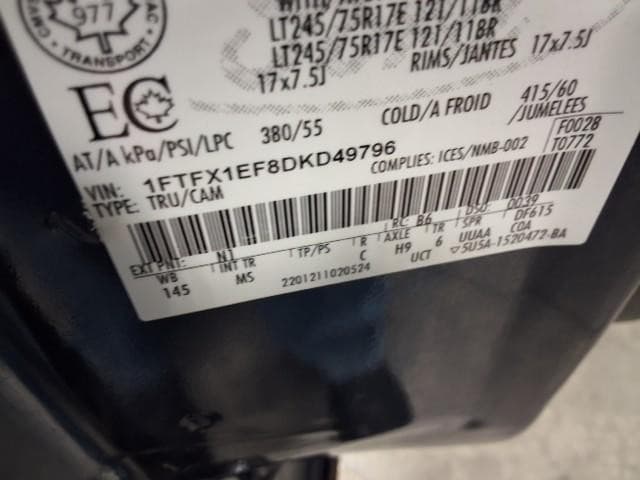 977
TRANSPORT
EC
LT245/75R17E 121/118R
LT245/75R17E 121/118R
17x7.5J
RIMS/JANTES 17x7.5J
AT/A kPa/PSI/LPC 380/55 COLD/A FROID 415/60
/JUMELEES
VIN: 1FTFX1EF8DKD49796 COMPLIES: ICES/NMB-002 F0028
TYPE: TRU/CAM T0772
EXT PNT: N1 RC: B6 DSO: 0039
WB INT TR TP/PS R AXLE TR SPR DF615
145 MS C H9 6 UUAA COA
2201211020524 UCT ▽5U5A-1520472-BA